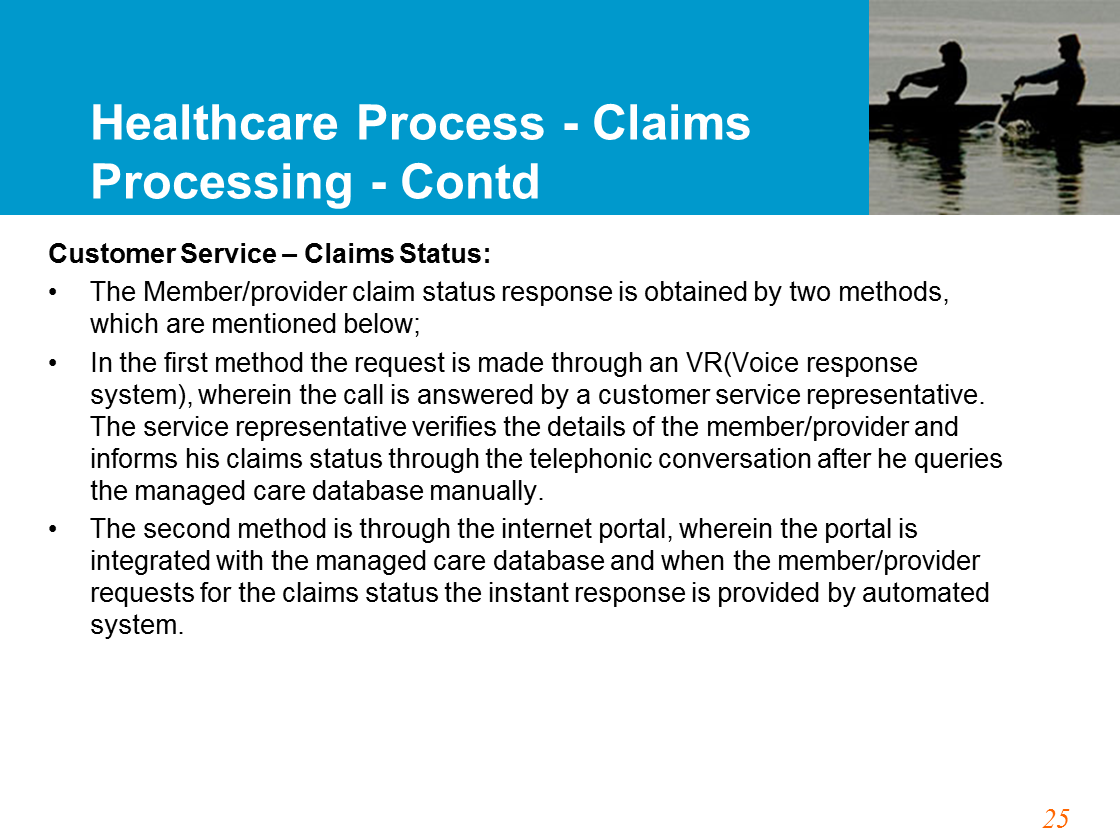 Healthcare Process - Claims
Processing - Contd
Customer Service – Claims Status:
• The Member/provider claim status response is obtained by two methods,
which are mentioned below;
• In the first method the request is made through an VR(Voice response
system), wherein the call is answered by a customer service representative.
The service representative verifies the details of the member/provider and
informs his claims status through the telephonic conversation after he queries
the managed care database manually.
• The second method is through the internet portal, wherein the portal is
integrated with the managed care database and when the member/provider
requests for the claims status the instant response is provided by automated
system.
25